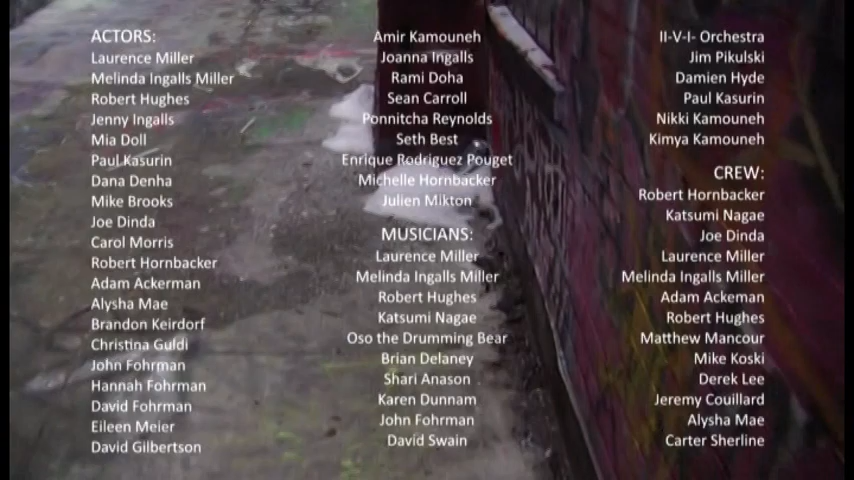 ACTORS:
Laurence Miller
Melinda Ingalls Miller
Robert Hughes
Jenny Ingalls
Mia Doll
Paul Kasurin
Dana Denha
Mike Brooks
Joe Dinda
Carol Morris
Robert Hornbacker
Adam Ackerman
Alysha Mae
Brandon Keirdorf
Christina Guldi
John Fohrman
Hannah Fohrman
David Fohrman
Eileen Meier
David Gilbertson
Amir Kamouneh
Joanna Ingalls
Rami Doha
Sean Carroll
Ponnitcha Reynolds
Seth Best
Enrique Rodriguez Pouget
Michelle Hornbacker
Julien Mikton
MUSICIANS:
Laurence Miller
Melinda Ingalls Miller
Robert Hughes
Katsumi Nagae
Oso the Drumming Bear
Brian Delaney
Shari Anason
Karen Dunnam
John Fohrman
David Swain
II-V-I- Orchestra
Jim Pikulski
Damien Hyde
Paul Kasurin
Nikki Kamouneh
Kimya Kamouneh
CREW:
Robert Hornbacker
Katsumi Nagae
Joe Dinda
Laurence Miller
Melinda Ingalls Miller
Adam Ackeman
Robert Hughes
Matthew Mancour
Mike Koski
Derek Lee
Jeremy Couillard
Alysha Mae
Carter Sherline